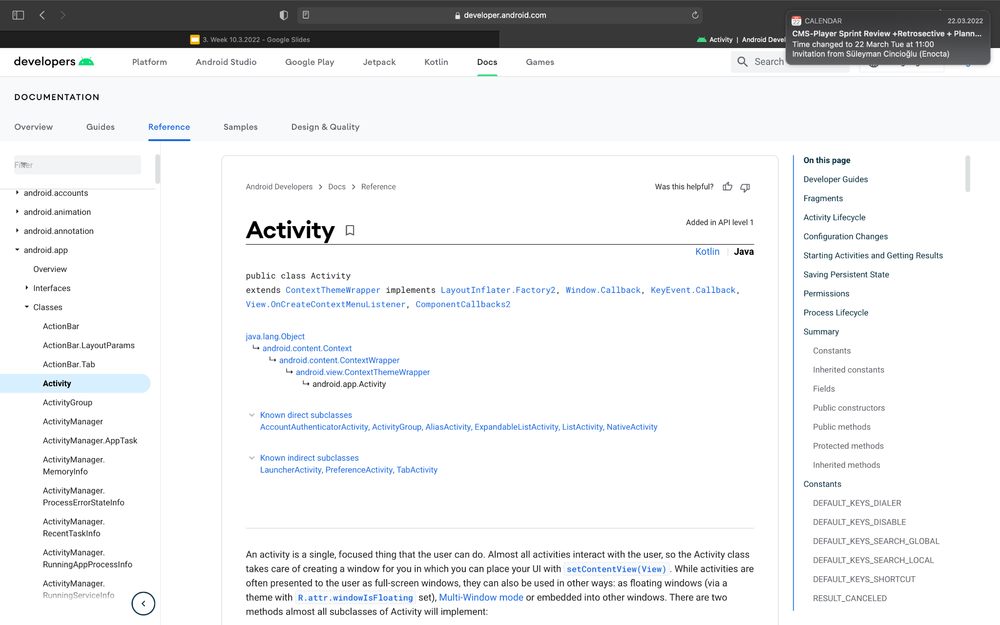 developer.android.com
CALENDAR 22.03.2022
CMS-Player Sprint Review +Retrosective + Plann...
Time changed to 22 March Tue at 11:00
Invitation from Süleyman Cincioğlu (Enocta)
3. Week 10.3.2022 - Google Slides
Activity | Android Devel
developers
Platform
Android Studio
Google Play
Jetpack
Kotlin
Docs
Games
Search
DOCUMENTATION
Overview
Guides
Reference
Samples
Design & Quality
Filter
android.accounts
android.animation
android.annotation
android.app
Overview
Interfaces
Classes
ActionBar
ActionBar.LayoutParams
ActionBar.Tab
Activity
ActivityGroup
ActivityManager
ActivityManager.AppTask
ActivityManager.
MemoryInfo
ActivityManager.
ProcessErrorStateInfo
ActivityManager.
RecentTaskInfo
ActivityManager.
RunningAppProcessInfo
ActivityManager.
RunningServiceInfo
Android Developers > Docs > Reference
Was this helpful?
Activity
Added in API level 1
Kotlin | Java
public class Activity
extends ContextThemeWrapper implements LayoutInflater.Factory2, Window.Callback, KeyEvent.Callback,
View.OnCreateContextMenuListener, ComponentCallbacks2
java.lang.Object
↳ android.content.Context
↳ android.content.ContextWrapper
↳ android.view.ContextThemeWrapper
↳ android.app.Activity
Known direct subclasses
AccountAuthenticatorActivity, ActivityGroup, AliasActivity, ExpandableListActivity, ListActivity, NativeActivity
Known indirect subclasses
LauncherActivity, PreferenceActivity, TabActivity
An activity is a single, focused thing that the user can do. Almost all activities interact with the user, so the Activity class
takes care of creating a window for you in which you can place your UI with setContentView(View). While activities are
often presented to the user as full-screen windows, they can also be used in other ways: as floating windows (via a
theme with R.attr.windowIsFloating set), Multi-Window mode or embedded into other windows. There are two
methods almost all subclasses of Activity will implement:
On this page
Developer Guides
Fragments
Activity Lifecycle
Configuration Changes
Starting Activities and Getting Results
Saving Persistent State
Permissions
Process Lifecycle
Summary
Constants
Inherited constants
Fields
Public constructors
Public methods
Protected methods
Inherited methods
Constants
DEFAULT_KEYS_DIALER
DEFAULT_KEYS_DISABLE
DEFAULT_KEYS_SEARCH_GLOBAL
DEFAULT_KEYS_SEARCH_LOCAL
DEFAULT_KEYS_SHORTCUT
RESULT_CANCELED